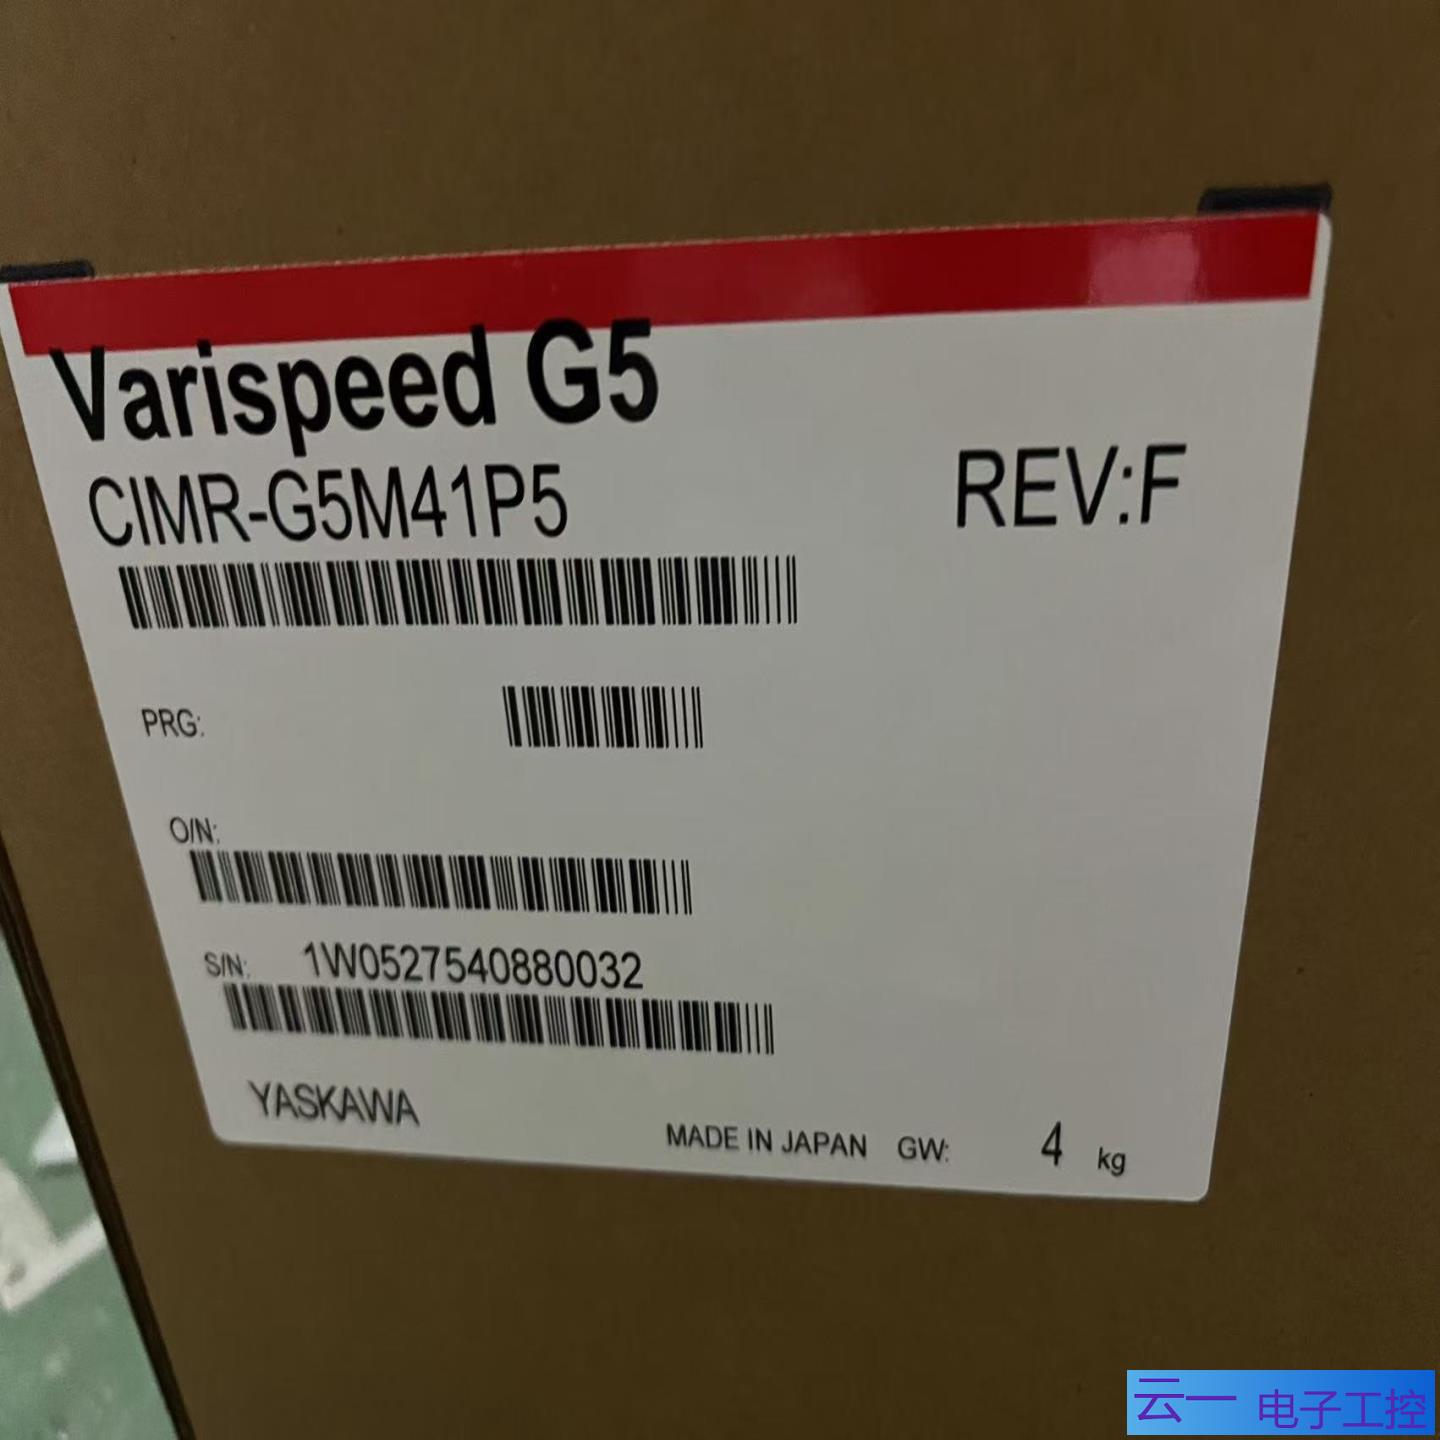 Varispeed G5
CIMR-G5M41P5 REV:F
PRG:
O/N:
S/N: 1W0527540880032
YASKAWA
MADE IN JAPAN GW: 4 kg
云一 电子工控